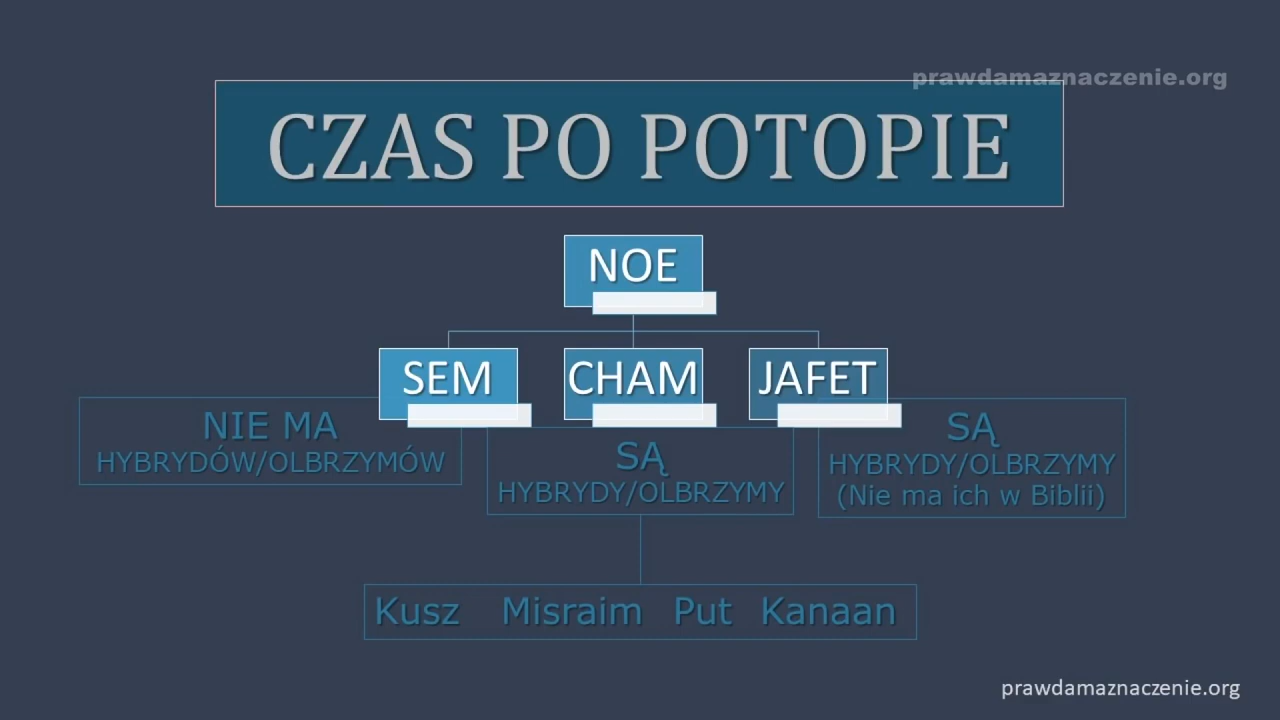 prawdamaznaczenie.org
CZAS PO POTOPIE
NOE
SEM CHAM JAFET
NIE MA
HYBRYDÓW/OLBRZYMÓW
SĄ
HYBRYDY/OLBRZYMY
SĄ
HYBRYDY/OLBRZYMY
(Nie ma ich w Biblii)
Kusz Misraim Put Kanaan
prawdamaznaczenie.org